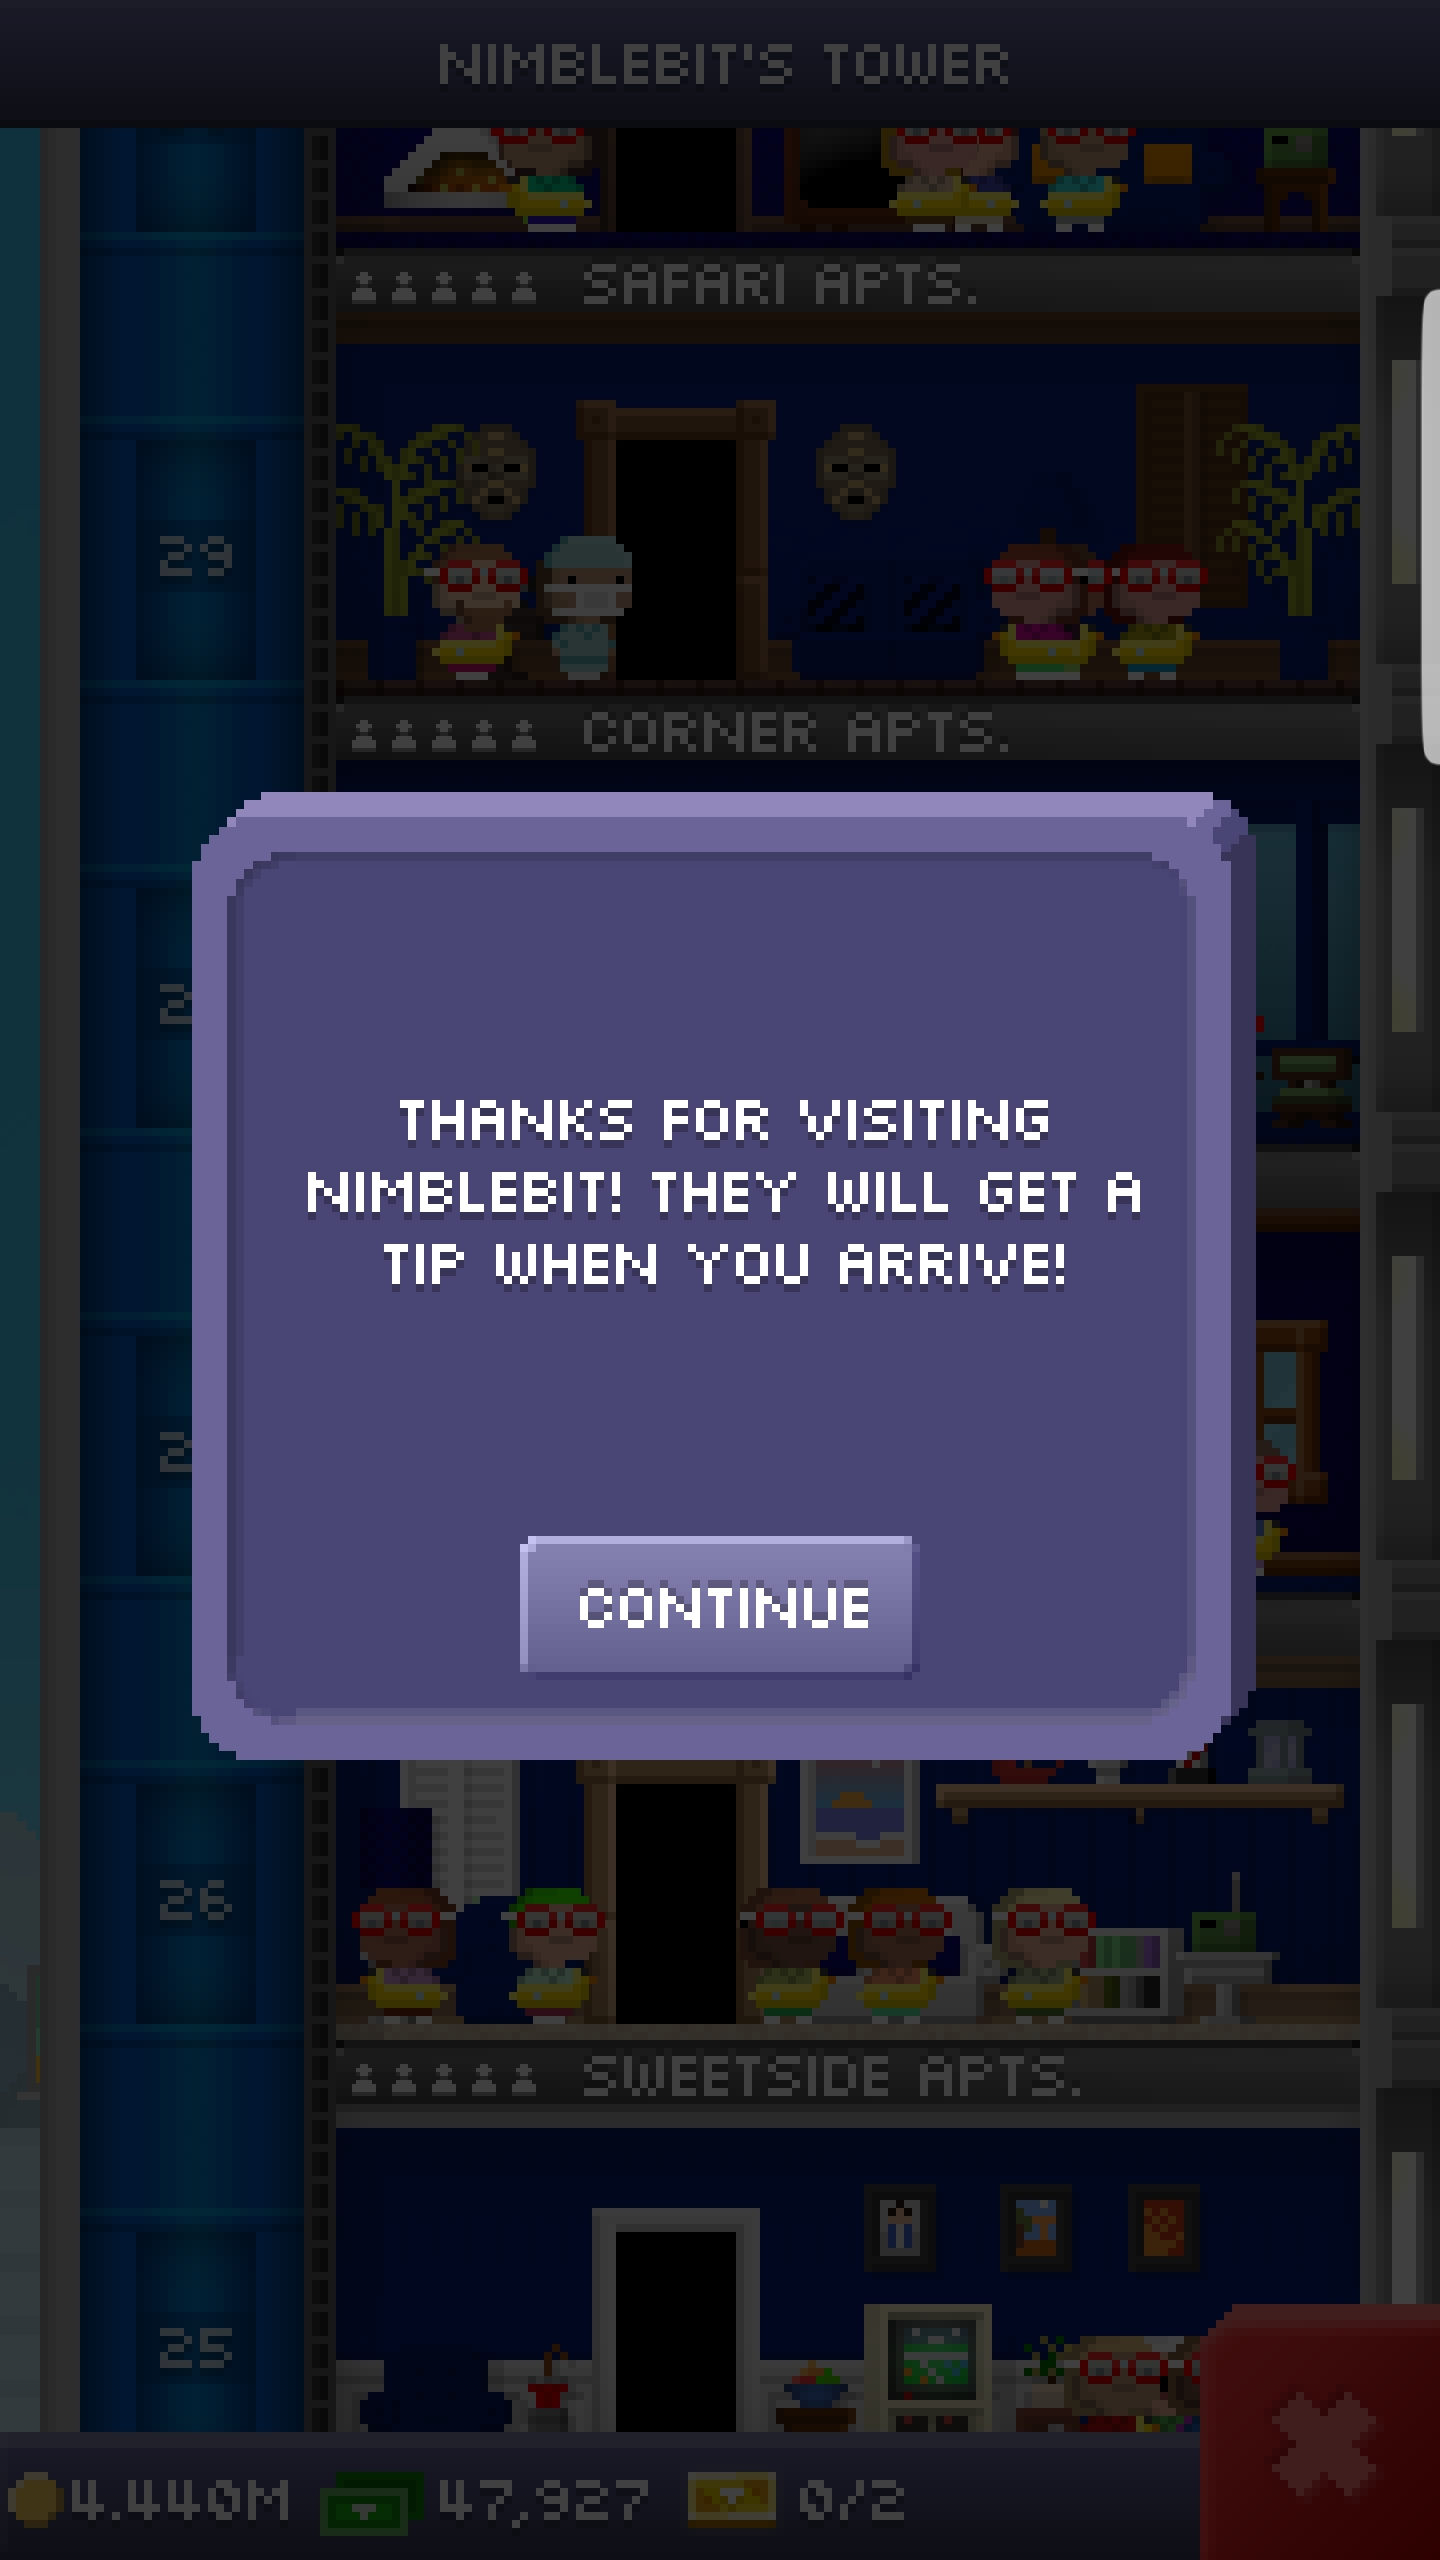 NIMBLEBIT'S TOWER
SAFARI APTS.
29
CORNER APTS.
THANKS FOR VISITING
NIMBLEBIT! THEY WILL GET A
TIP WHEN YOU ARRIVE!
CONTINUE
26
SWEETSIDE APTS.
25
4.440M 47,927 0/2